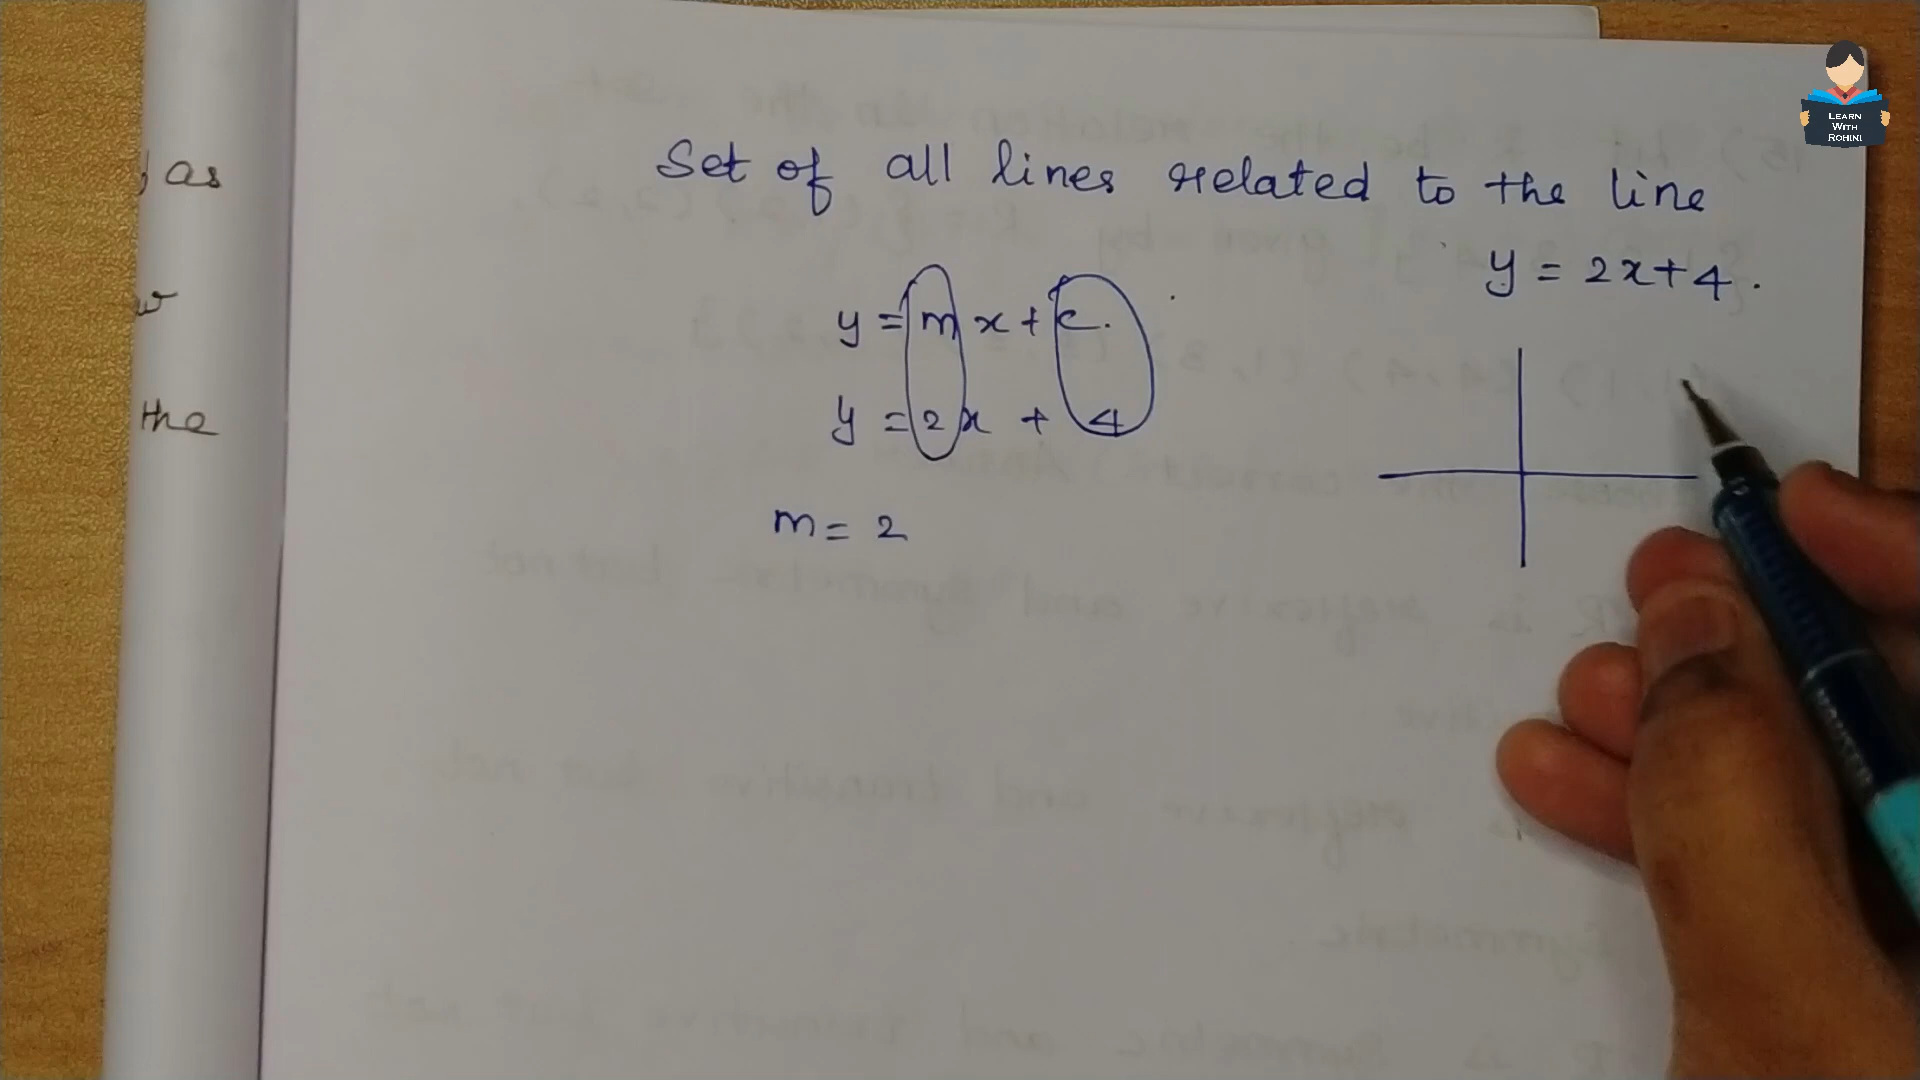 LEARN
WITH
ROHINI
as
the
Set of all lines related to the line
y = 2x+4.
y = mx + c.
y = 2x + 4
m = 2